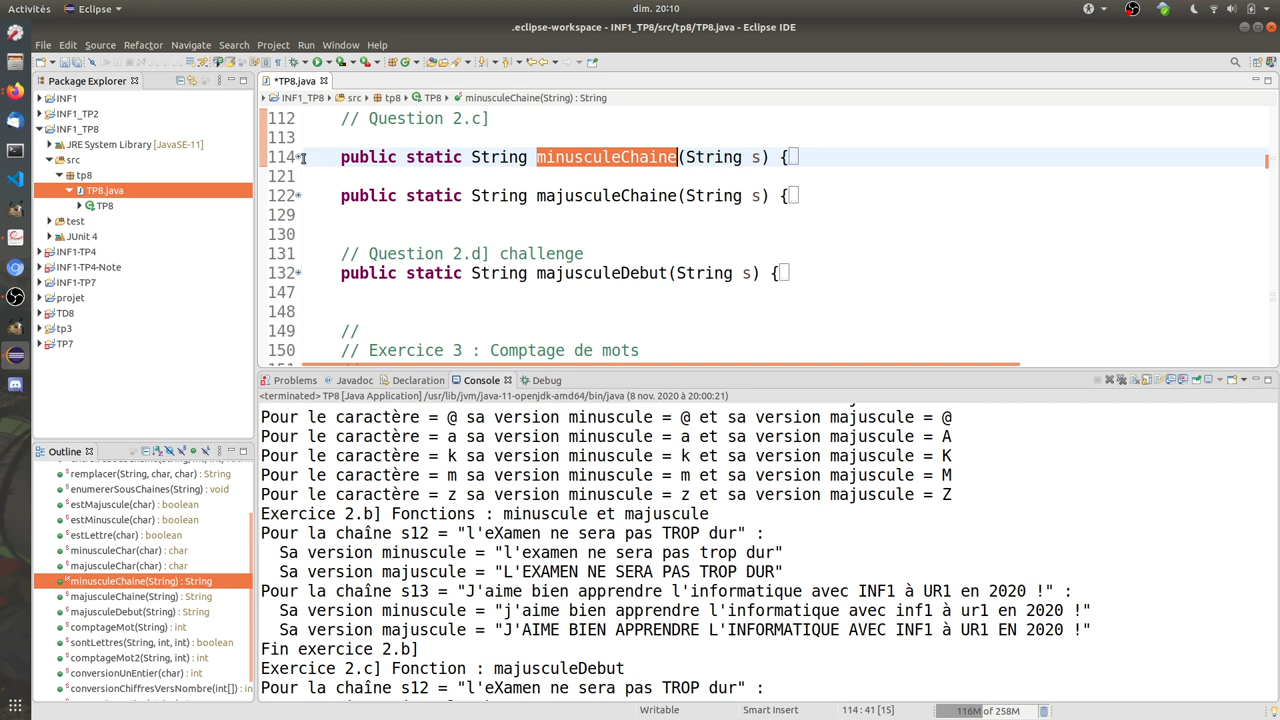 Activités
Eclipse
dim. 20:10
.eclipse-workspace - INF1_TP8/src/tp8/TP8.java - Eclipse IDE
File Edit Source Refactor Navigate Search Project Run Window Help
Package Explorer
INF1
INF1_TP2
INF1_TP8
JRE System Library [JavaSE-11]
src
tp8
TP8.java
TP8
test
JUnit 4
INF1-TP4
INF1-TP4-Note
INF1-TP7
projet
TD8
tp3
TP7
Outline
remplacer(String, char, char) : String
enumererSousChaines(String) : void
estMajuscule(char) : boolean
estMinuscule(char) : boolean
estLettre(char) : boolean
minusculeChar(char) : char
majusculeChar(char) : char
minusculeChaine(String) : String
majusculeChaine(String) : String
majusculeDebut(String) : String
comptageMot(String) : int
sontLettres(String, int, int) : boolean
comptageMot2(String, int) : boolean
conversionUnEntier(char) : int
conversionChiffresVersNombre(int[]) : in
*TP8.java
INF1_TP8 src tp8 TP8 minusculeChaine(String) : String
112 // Question 2.c]
113
114 public static String minusculeChaine(String s) {
121
122 public static String majusculeChaine(String s) {
129
130
131 // Question 2.d] challenge
132 public static String majusculeDebut(String s) {
147
148
149 //
150 // Exercice 3 : Comptage de mots
Problems Javadoc Declaration Console Debug
<terminated> TP8 [Java Application] /usr/lib/jvm/java-11-openjdk-amd64/bin/java (8 nov. 2020 à 20:00:21)
Pour le caractère = @ sa version minuscule = @ et sa version majuscule = @
Pour le caractère = a sa version minuscule = a et sa version majuscule = A
Pour le caractère = k sa version minuscule = k et sa version majuscule = K
Pour le caractère = m sa version minuscule = m et sa version majuscule = M
Pour le caractère = z sa version minuscule = z et sa version majuscule = Z
Exercice 2.b] Fonctions : minuscule et majuscule
Pour la chaîne s12 = "l'eXamen ne sera pas TROP dur" :
Sa version minuscule = "l'examen ne sera pas trop dur"
Sa version majuscule = "L'EXAMEN NE SERA PAS TROP DUR"
Pour la chaîne s13 = "J'aime bien apprendre l'informatique avec INF1 à UR1 en 2020 !" :
Sa version minuscule = "j'aime bien apprendre l'informatique avec inf1 à ur1 en 2020 !"
Sa version majuscule = "J'AIME BIEN APPRENDRE L'INFORMATIQUE AVEC INF1 à UR1 EN 2020 !"
Fin exercice 2.b]
Exercice 2.c] Fonction : majusculeDebut
Pour la chaîne s12 = "l'eXamen ne sera pas TROP dur" :
Writable Smart Insert 114 : 41 [15] 116M of 258M